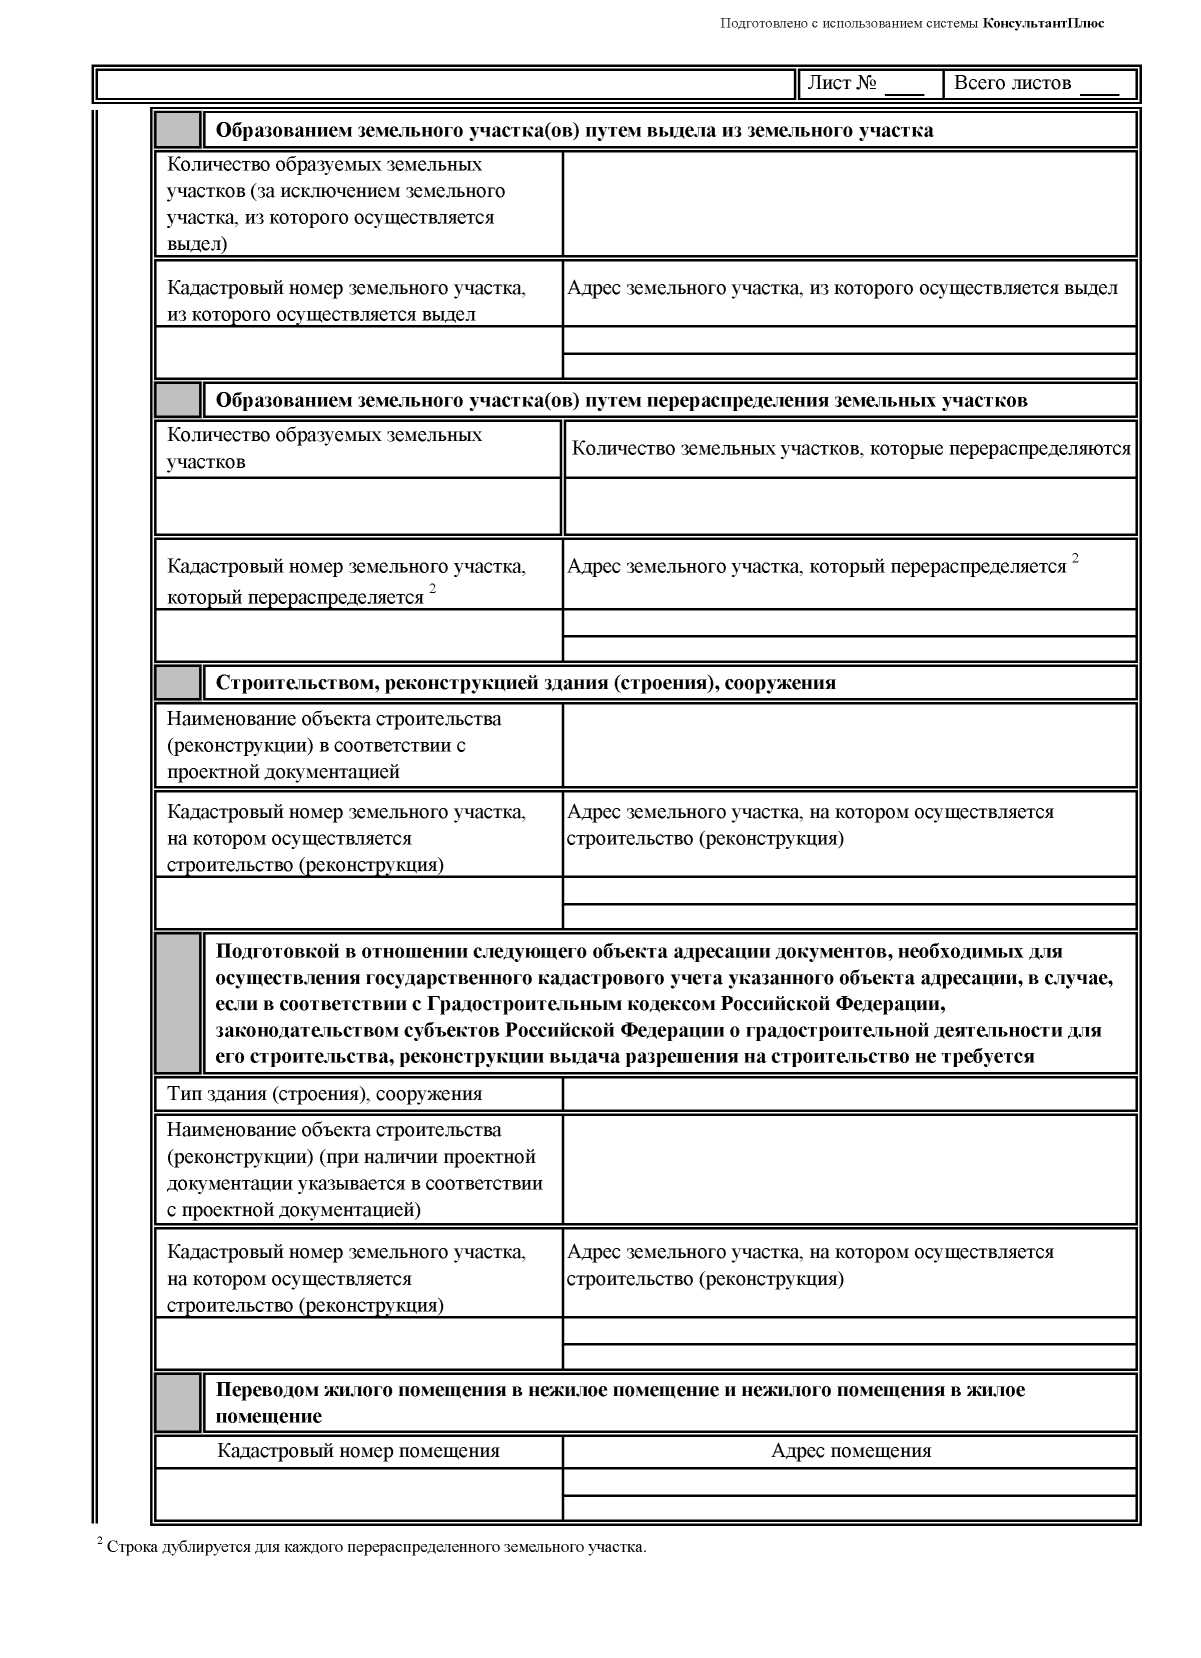 Подготовлено с использованием системы КонсультантПлюс
Лист № ____ Всего листов ____
Образованием земельного участка(ов) путем выдела из земельного участка
Количество образуемых земельных
участков (за исключением земельного
участка, из которого осуществляется
выдел)
Кадастровый номер земельного участка,
из которого осуществляется выдел
Адрес земельного участка, из которого осуществляется выдел
Образованием земельного участка(ов) путем перераспределения земельных участков
Количество образуемых земельных
участков
Количество земельных участков, которые перераспределяются
Кадастровый номер земельного участка,
который перераспределяется 2
Адрес земельного участка, который перераспределяется 2
Строительством, реконструкцией здания (строения), сооружения
Наименование объекта строительства
(реконструкции) в соответствии с
проектной документацией
Кадастровый номер земельного участка,
на котором осуществляется
строительство (реконструкция)
Адрес земельного участка, на котором осуществляется
строительство (реконструкция)
Подготовкой в отношении следующего объекта адресации документов, необходимых для
осуществления государственного кадастрового учета указанного объекта адресации, в случае,
если в соответствии с Градостроительным кодексом Российской Федерации,
законодательством субъектов Российской Федерации о градостроительной деятельности для
его строительства, реконструкции выдача разрешения на строительство не требуется
Тип здания (строения), сооружения
Наименование объекта строительства
(реконструкции) (при наличии проектной
документации указывается в соответствии
с проектной документацией)
Кадастровый номер земельного участка,
на котором осуществляется
строительство (реконструкция)
Адрес земельного участка, на котором осуществляется
строительство (реконструкция)
Переводом жилого помещения в нежилое помещение и нежилого помещения в жилое
помещение
Кадастровый номер помещения
Адрес помещения
2 Строка дублируется для каждого перераспределенного земельного участка.